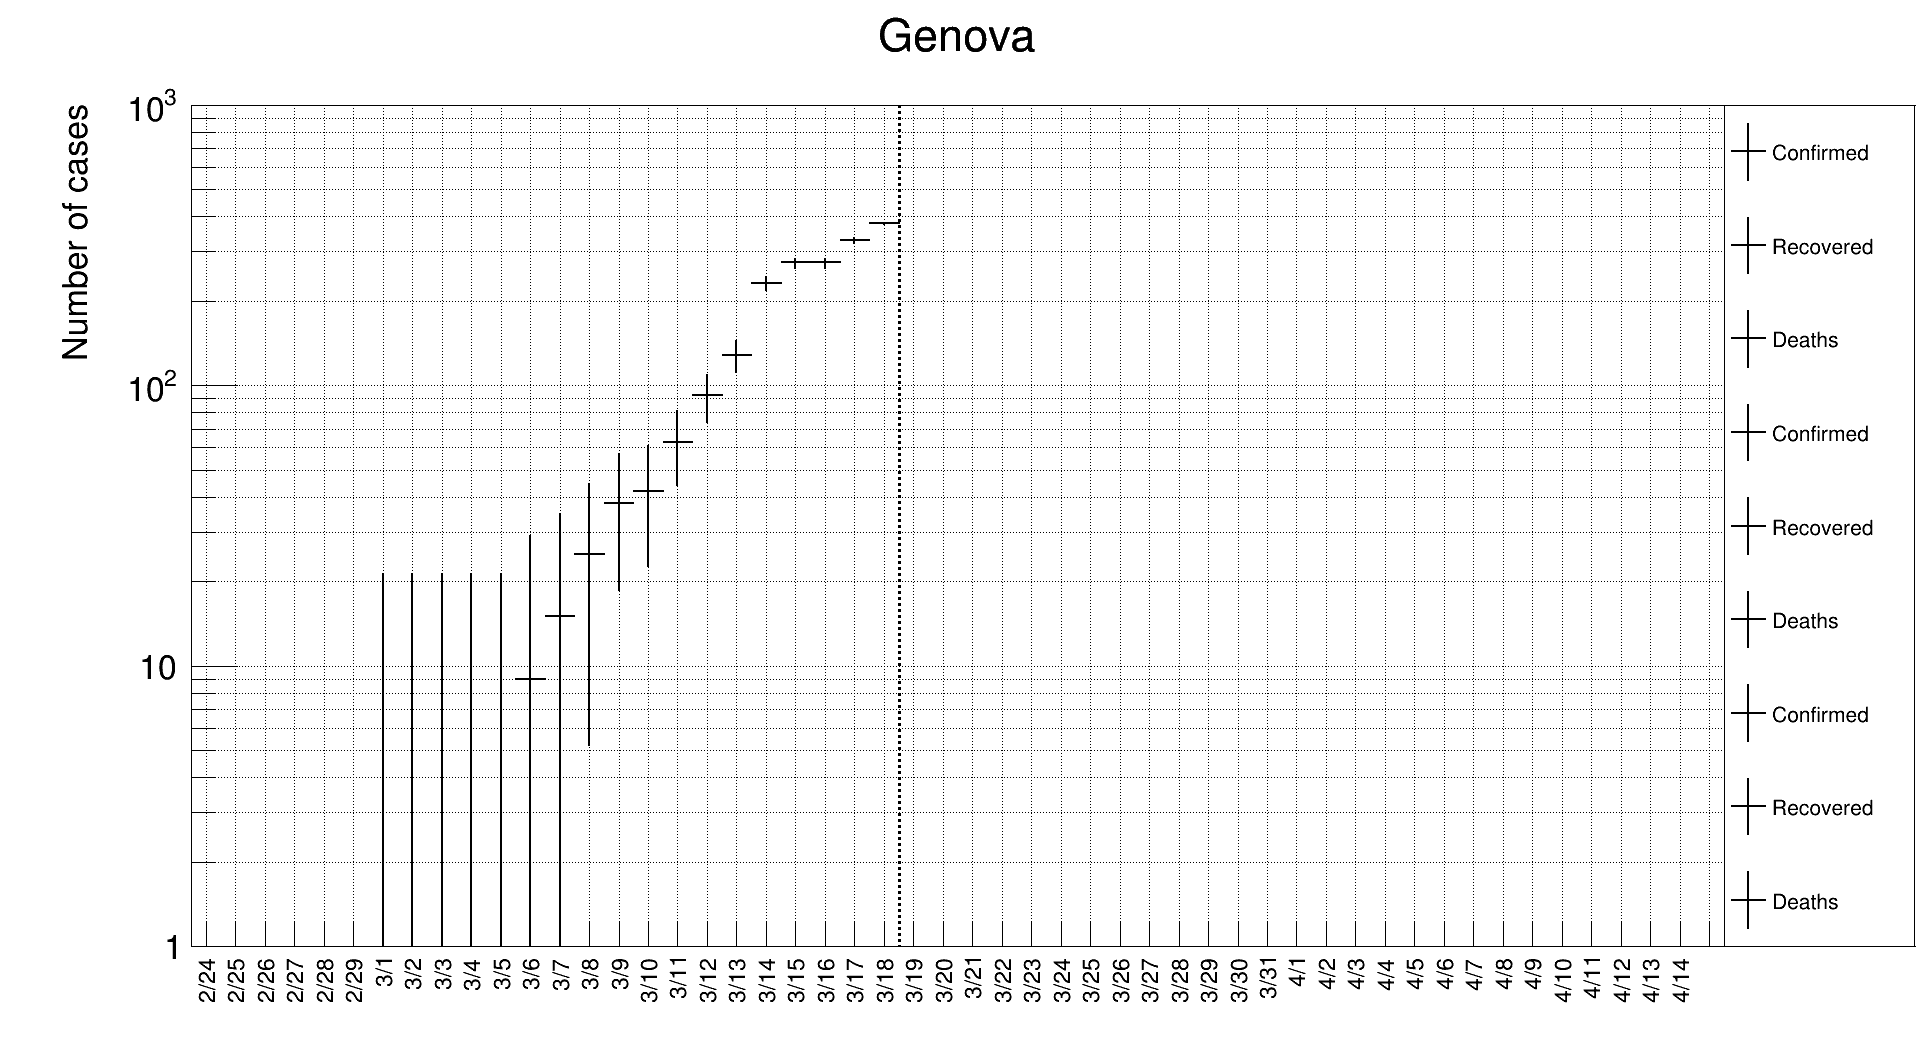 Genova
Number of cases
10³
10²
10
1
2/24 2/25 2/26 2/27 2/28 2/29 3/1 3/2 3/3 3/4 3/5 3/6 3/7 3/8 3/9 3/10 3/11 3/12 3/13 3/14 3/15 3/16 3/17 3/18 3/19 3/20 3/21 3/22 3/23 3/24 3/25 3/26 3/27 3/28 3/29 3/30 3/31 4/1 4/2 4/3 4/4 4/5 4/6 4/7 4/8 4/9 4/10 4/11 4/12 4/13 4/14
Confirmed
Recovered
Deaths
Confirmed
Recovered
Deaths
Confirmed
Recovered
Deaths